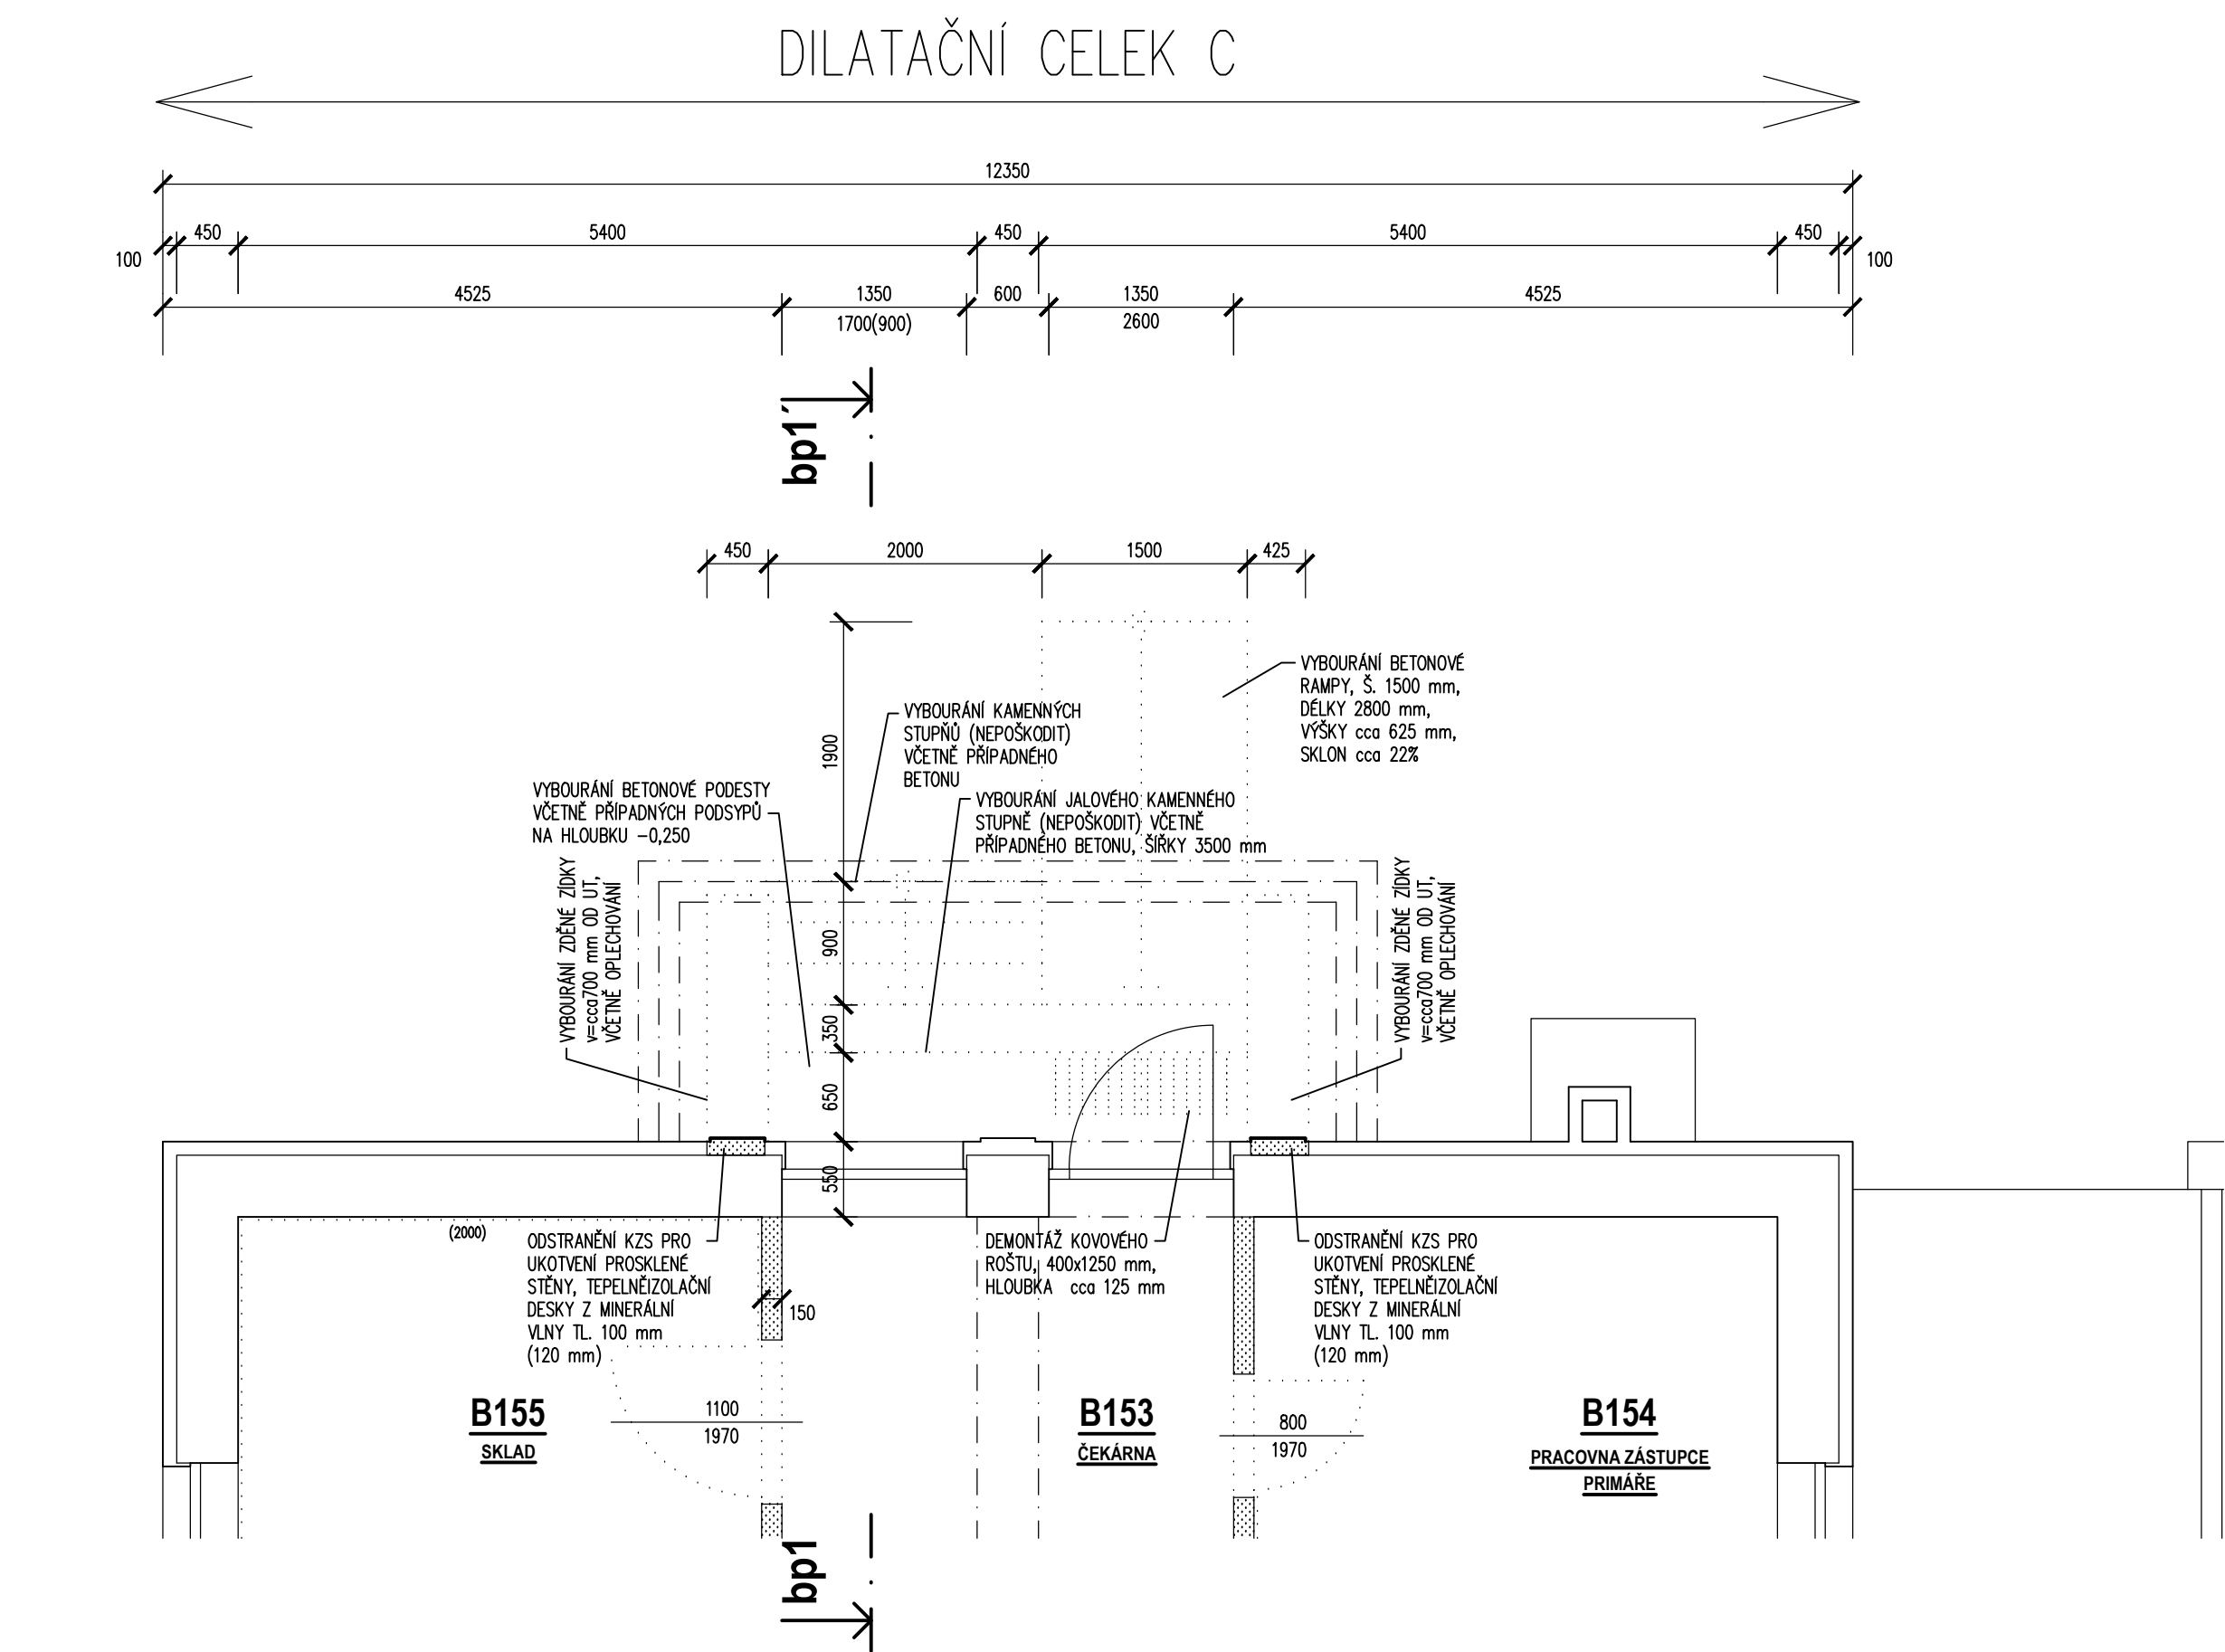 DILATAČNÍ CELEK C
12350
450
5400
450
5400
450
100
100
4525
1350
600
1350
4525
1700(900)
2600
bp1´
450
2000
1500
425
VYBOURÁNÍ BETONOVÉ
RAMPY, Š. 1500 mm,
DÉLKY 2800 mm,
VÝŠKY cca 625 mm,
SKLON cca 22%
VYBOURÁNÍ KAMENNÝCH
STUPŇŮ (NEPOŠKODIT)
VČETNĚ PŘÍPADNÉHO
BETONU
1900
VYBOURÁNÍ BETONOVÉ PODESTY
VČETNĚ PŘÍPADNÝCH PODSYPŮ
NA HLOUBKU -0,250
VYBOURÁNÍ JALOVÉHO KAMENNÉHO
STUPNĚ (NEPOŠKODIT) VČETNĚ
PŘÍPADNÉHO BETONU, ŠÍŘKY 3500 mm
VYBOURÁNÍ ZDĚNÉ ZÍDKY
v=cca700 mm OD UT,
VČETNĚ OPLECHOVÁNÍ
900
350
650
550
VYBOURÁNÍ ZDĚNÉ ZÍDKY
v=cca700 mm OD UT,
VČETNĚ OPLECHOVÁNÍ
(2000)
ODSTRANĚNÍ KZS PRO
UKOTVENÍ PROSKLENÉ
STĚNY, TEPELNĚIZOLAČNÍ
DESKY Z MINERÁLNÍ
VLNY TL. 100 mm
(120 mm)
150
DEMONTÁŽ KOVOVÉHO
ROŠTU, 400x1250 mm,
HLOUBKA cca 125 mm
ODSTRANĚNÍ KZS PRO
UKOTVENÍ PROSKLENÉ
STĚNY, TEPELNĚIZOLAČNÍ
DESKY Z MINERÁLNÍ
VLNY TL. 100 mm
(120 mm)
B155
SKLAD
1100
1970
B153
ČEKÁRNA
800
1970
B154
PRACOVNA ZÁSTUPCE
PRIMÁŘE
bp1